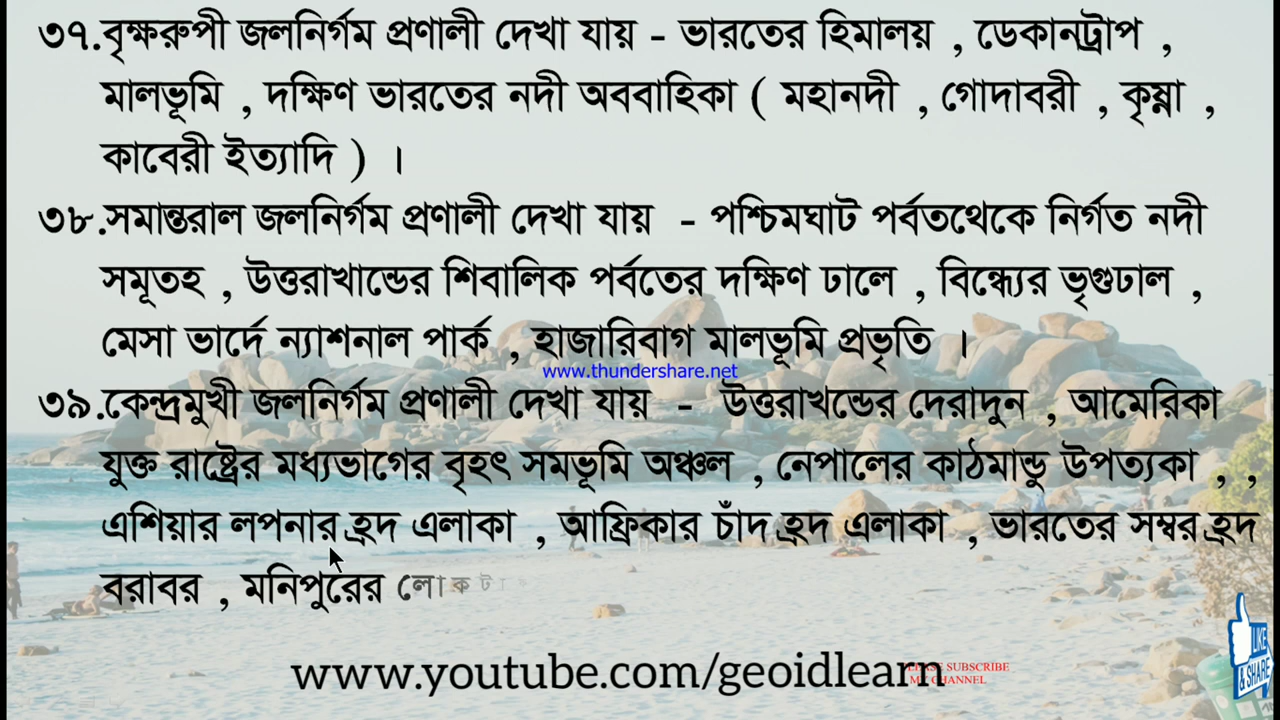 ৩৭.বৃক্ষরুপী জলনির্গম প্রণালী দেখা যায় - ভারতের হিমালয় , ডেকানট্রাপ ,
মালভূমি , দক্ষিণ ভারতের নদী অববাহিকা ( মহানদী , গোদাবরী , কৃষ্ণা ,
কাবেরী ইত্যাদি ) ।
৩৮.সমান্তরাল জলনির্গম প্রণালী দেখা যায় - পশ্চিমঘাট পর্বতথেকে নির্গত নদী
সমূতহ , উত্তরাখান্ডের শিবালিক পর্বতের দক্ষিণ ঢালে , বিন্ধ্যের ভৃগুঢাল ,
মেসা ভার্দে ন্যাশনাল পার্ক , হাজারিবাগ মালভূমি প্রভৃতি ।
www.thundershare.net
৩৯.কেন্দ্রমুখী জলনির্গম প্রণালী দেখা যায় - উত্তরাখন্ডের দেরাদুন , আমেরিকা
যুক্ত রাষ্ট্রের মধ্যভাগের বৃহৎ সমভূমি অঞ্চল , নেপালের কাঠমান্ডু উপত্যকা , ,
এশিয়ার লপনার হ্রদ এলাকা , আফ্রিকার চাঁদ হ্রদ এলাকা , ভারতের সম্বর হ্রদ
বরাবর , মনিপুরের লোকটা
www.youtube.com/geoidlearn
SUBSCRIBE
CHANNEL
LIKE
& SHARE